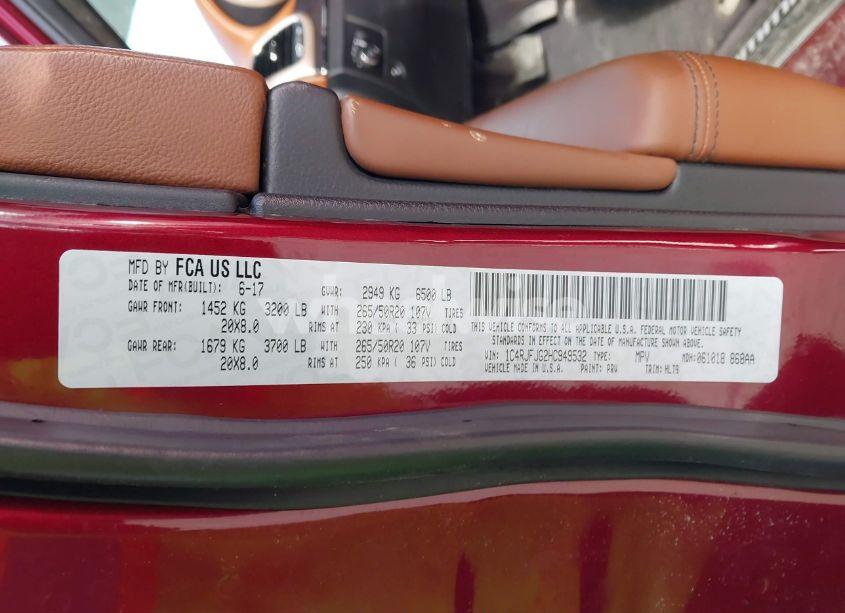 MFD BY FCA US LLC
DATE OF MFR(BUILT): 6-17 GVWR: 2949 KG 6500 LB
GAWR FRONT: 1452 KG 3200 LB WITH 265/50R20 107V TIRES
20X8.0 RIMS AT 230 KPA ( 33 PSI) COLD
GAWR REAR: 1679 KG 3700 LB WITH 265/50R20 107V TIRES
20X8.0 RIMS AT 250 KPA ( 36 PSI) COLD
THIS VEHICLE CONFORMS TO ALL APPLICABLE U.S.A. FEDERAL MOTOR VEHICLE SAFETY
STANDARDS IN EFFECT ON THE DATE OF MANUFACTURE SHOWN ABOVE.
VIN: 1C4RJFJG2HC949532 TYPE: MPV MDH: 061018 868AA
VEHICLE MADE IN U.S.A. PAINT: PRV TRIM: HLT9